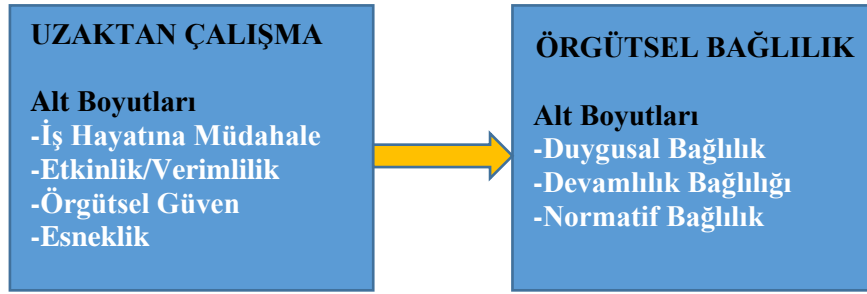 UZAKTAN ÇALIŞMA
Alt Boyutları
-İş Hayatına Müdahale
-Etkinlik/Verimlilik
-Örgütsel Güven
-Esneklik
ÖRGÜTSEL BAĞLILIK
Alt Boyutları
-Duygusal Bağlılık
-Devamlılık Bağlılığı
-Normatif Bağlılık